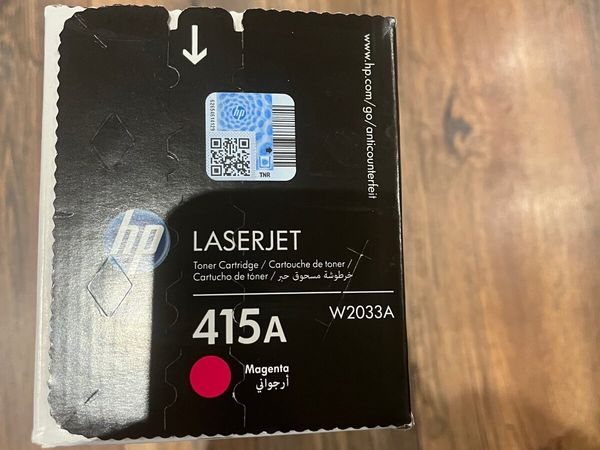 www.hp.com/go/anticounterfeit
hp
TNR
hp
LASERJET
Toner Cartridge / Cartouche de toner /
Cartucho de tóner / خرطوشة مسحوق حبر
415A
W2033A
Magenta
أرجواني